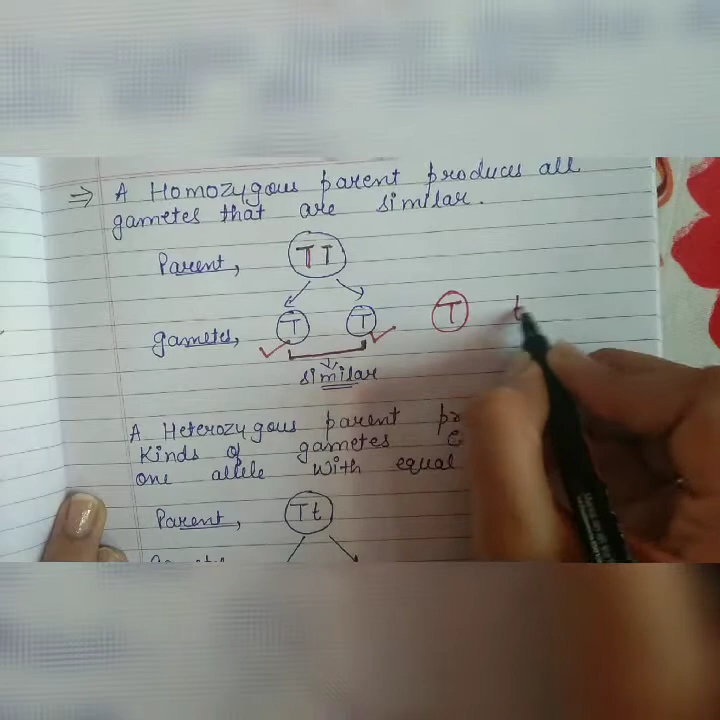 ⇒ A Homozygous parent produces all
gametes that are similar.
Parent, TT
gametes, T T T t
similar
A Heterozygous parent
Kinds of gametes
one allele with equal
Parent, Tt